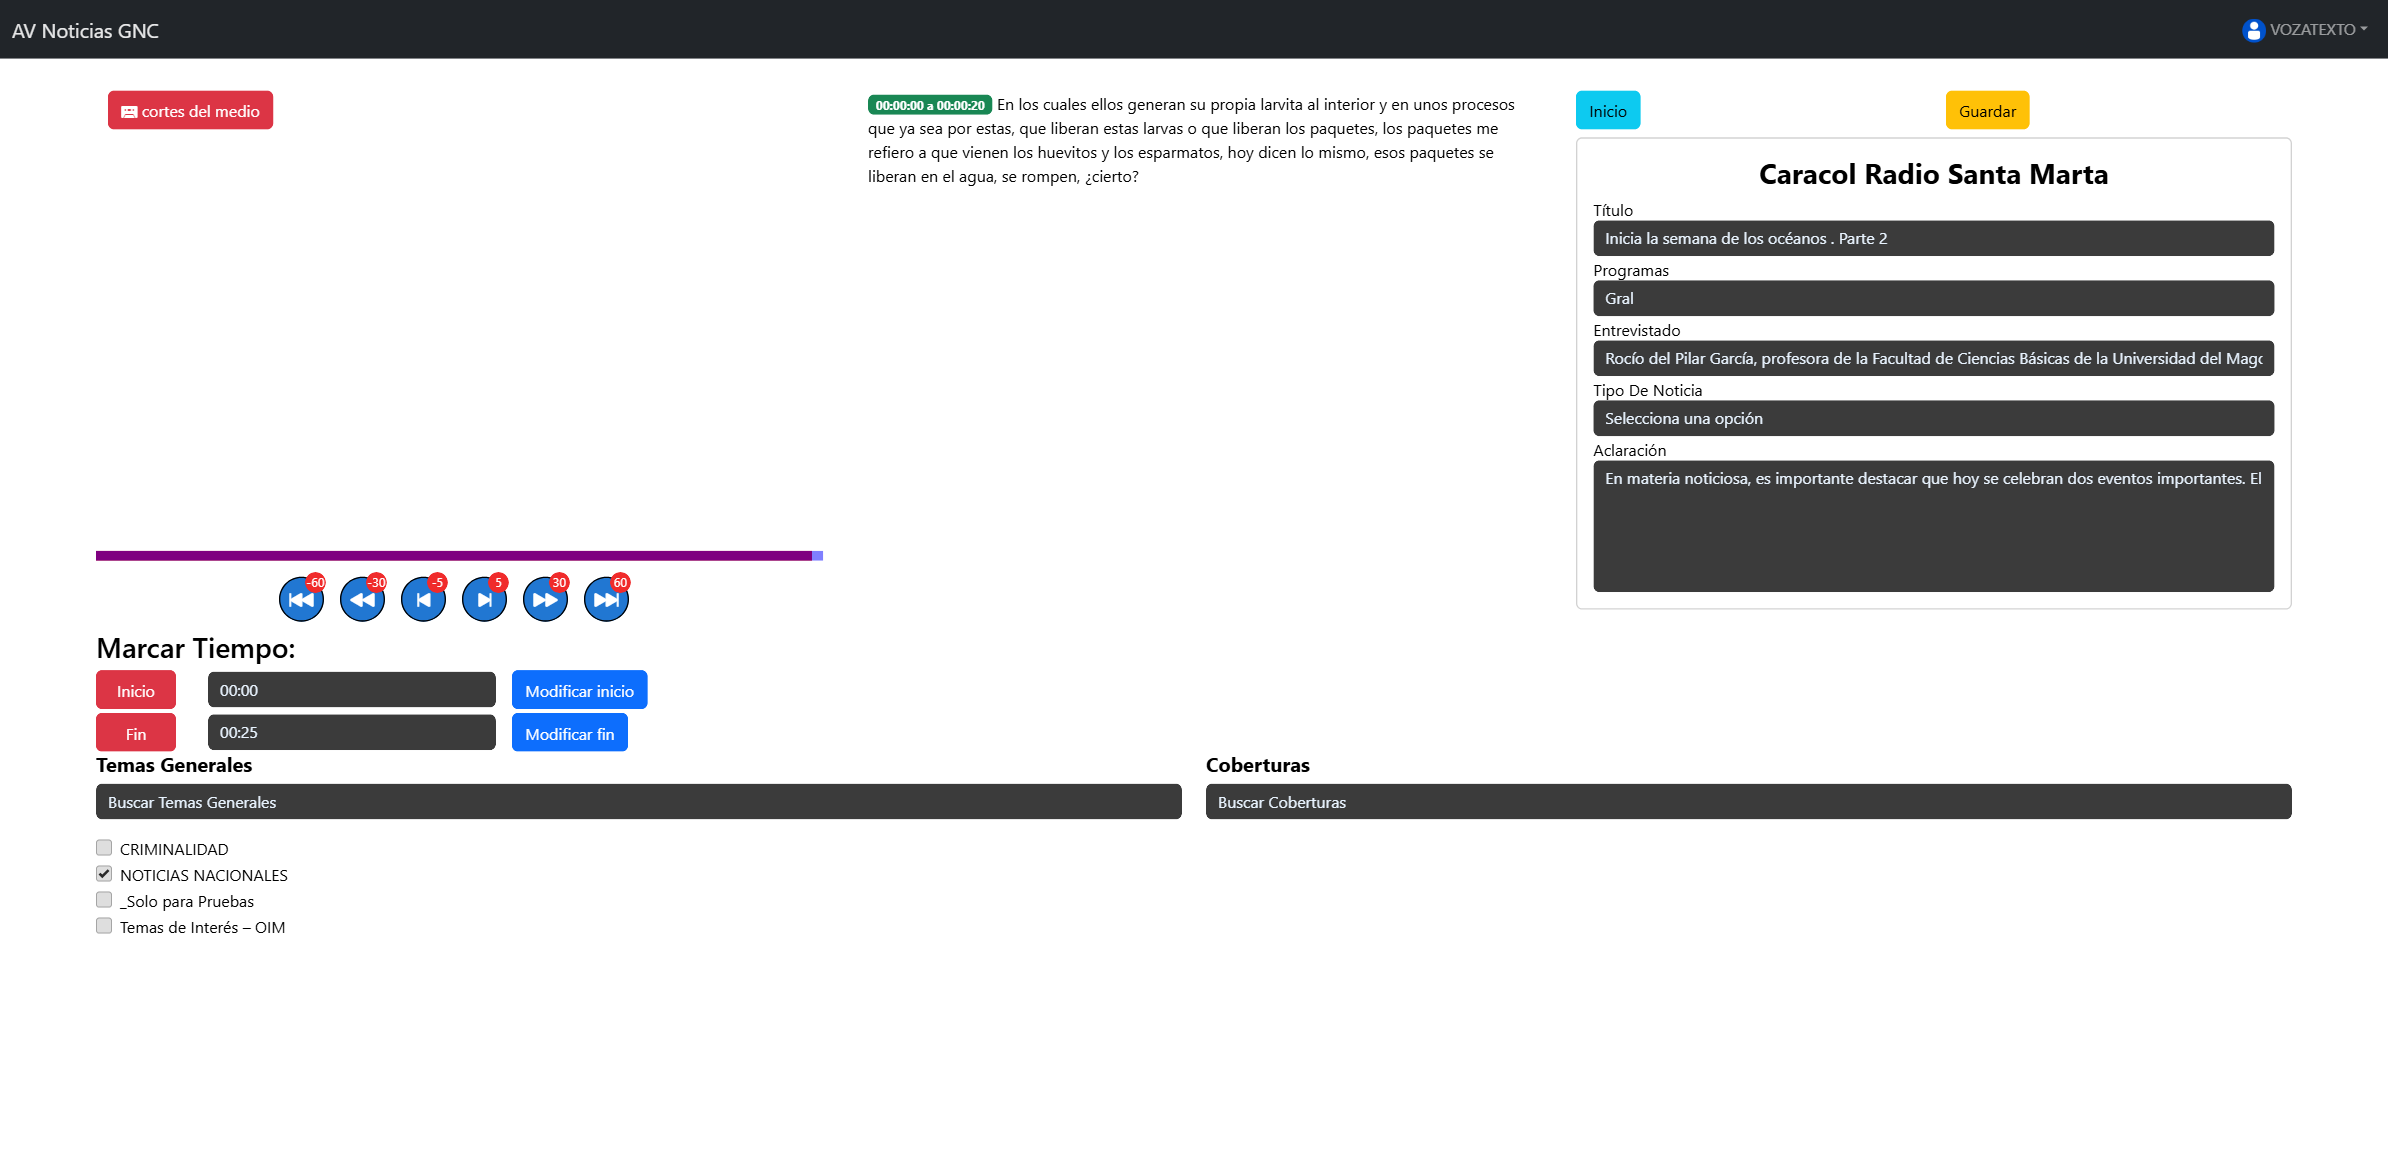 AV Noticias GNC
VOZATEXTO
cortes del medio
00:00:00 a 00:00:20 En los cuales ellos generan su propia larvita al interior y en unos procesos
que ya sea por estas, que liberan estas larvas o que liberan los paquetes, los paquetes me
refiero a que vienen los huevitos y los esparmatos, hoy dicen lo mismo, esos paquetes se
liberan en el agua, se rompen, ¿cierto?
Inicio
Guardar
Caracol Radio Santa Marta
Título
Inicia la semana de los océanos . Parte 2
Programas
Gral
Entrevistado
Rocío del Pilar García, profesora de la Facultad de Ciencias Básicas de la Universidad del Magc
Tipo De Noticia
Selecciona una opción
Aclaración
En materia noticiosa, es importante destacar que hoy se celebran dos eventos importantes. El
-60
-30
-5
5
30
60
Marcar Tiempo:
Inicio
00:00
Modificar inicio
Fin
00:25
Modificar fin
Temas Generales
Buscar Temas Generales
CRIMINALIDAD
NOTICIAS NACIONALES
_Solo para Pruebas
Temas de Interés – OIM
Coberturas
Buscar Coberturas